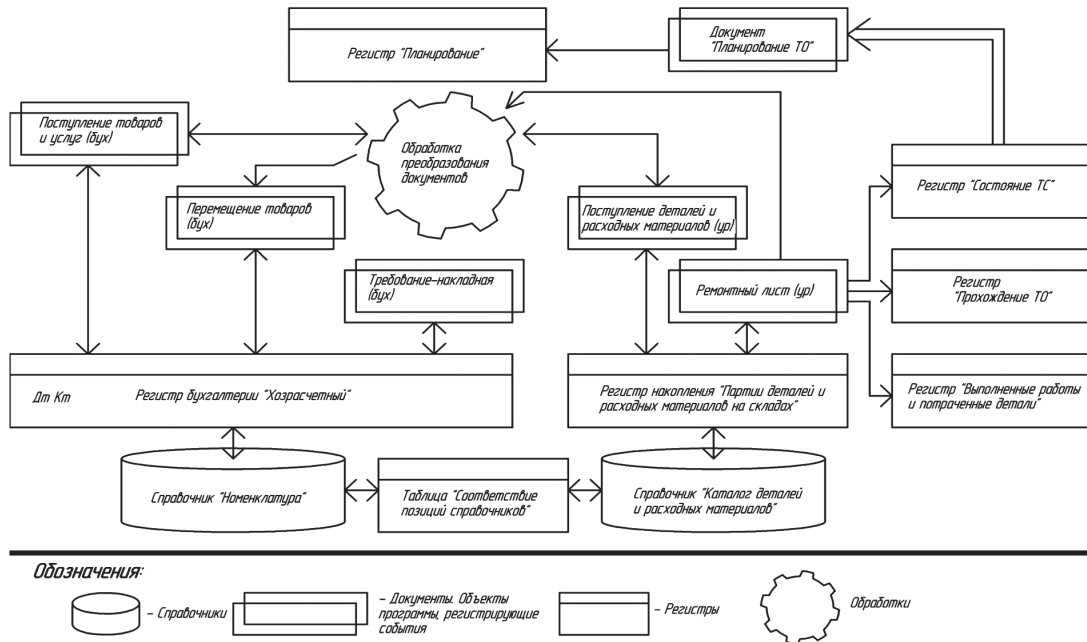 Регистр "Планирование"
Документ
"Планирование ТО"
Поступление товаров
и услуг (бух)
Обработка
преобразования
документов
Регистр "Состояние ТС"
Перемещение товаров
(бух)
Поступление деталей и
расходных материалов (ур)
Требование-накладная
(бух)
Ремонтный лист (ур)
Регистр
"Прохождение ТО"
Дт Кт
Регистр бухгалтерии "Хозрасчетный"
Регистр накопления "Партии деталей и
расходных материалов на складах"
Регистр "Выполненные работы
и потраченные детали"
Справочник "Номенклатура"
Таблица "Соответствие
позиций справочников"
Справочник "Каталог деталей
и расходных материалов"
Обозначения:
- Справочники
- Документы. Объекты
программы, регистрирующие
события
- Регистры
Обработки